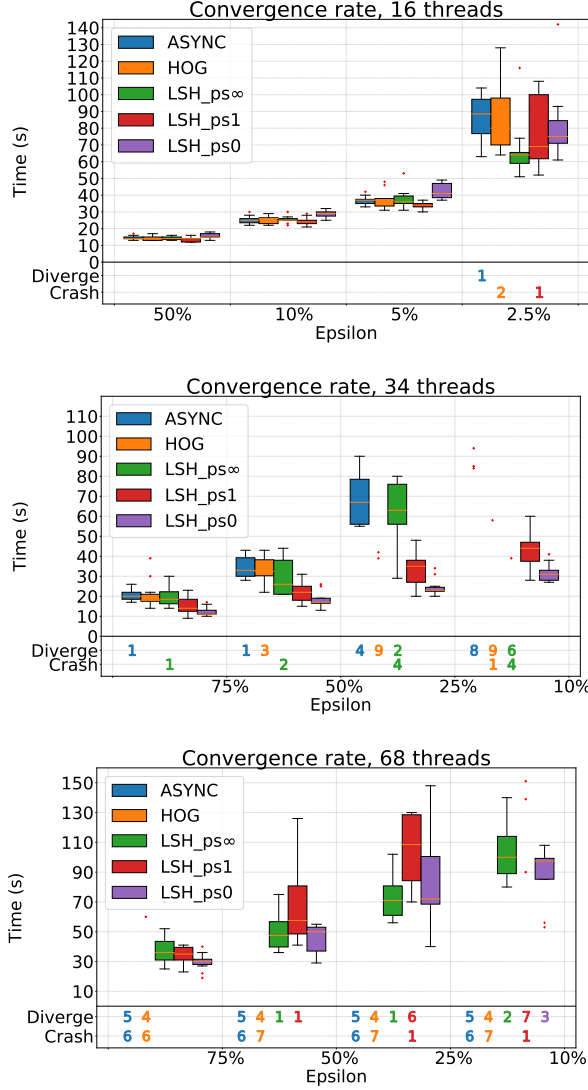 Convergence rate, 16 threads
140
130
120
110
100
90
80
70
60
50
40
30
20
10
0
Time (s)
ASYNC
HOG
LSH_ps∞
LSH_ps1
LSH_ps0
Diverge 1
Crash 2 1
50% 10% 5% 2.5%
Epsilon
Convergence rate, 34 threads
110
100
90
80
70
60
50
40
30
20
10
0
Time (s)
ASYNC
HOG
LSH_ps∞
LSH_ps1
LSH_ps0
Diverge 1 1 3 4 9 2 8 9 6
Crash 1 2 4 1 4
75% 50% 25% 10%
Epsilon
Convergence rate, 68 threads
150
130
110
90
70
50
30
10
Time (s)
ASYNC
HOG
LSH_ps∞
LSH_ps1
LSH_ps0
Diverge 5 4 5 4 1 1 5 4 1 6 5 4 2 7 3
Crash 6 6 6 7 6 7 1 6 7 1
75% 50% 25% 10%
Epsilon